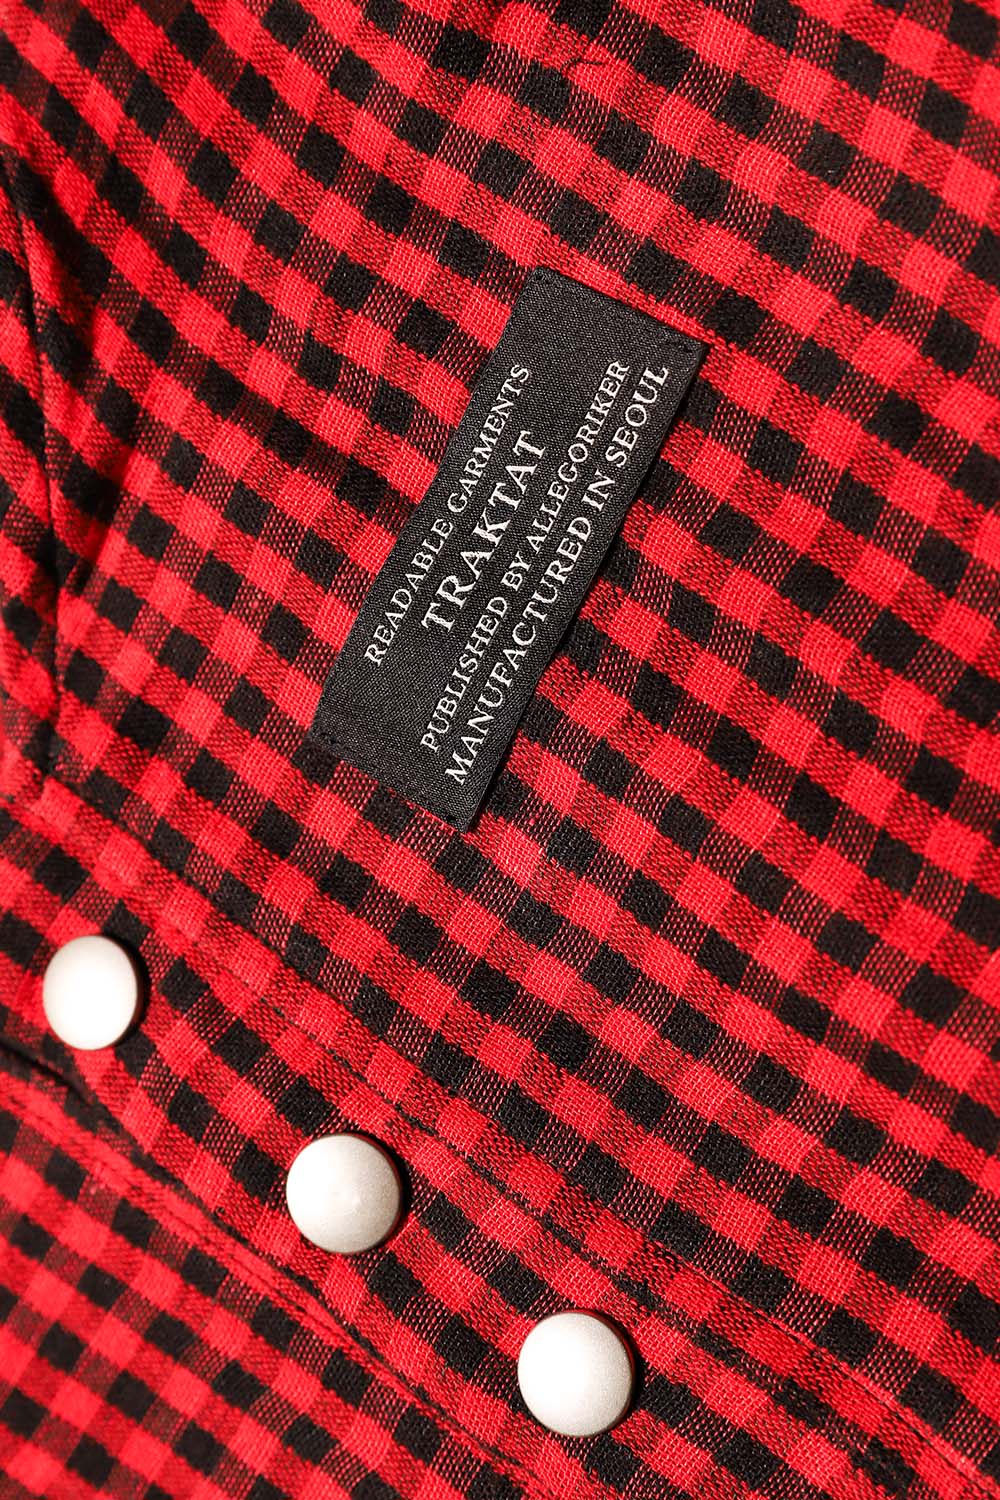 READABLE GARMENTS
TRAKTAT
PUBLISHED BY ALLEGORIKER
MANUFACTURED IN SEOUL